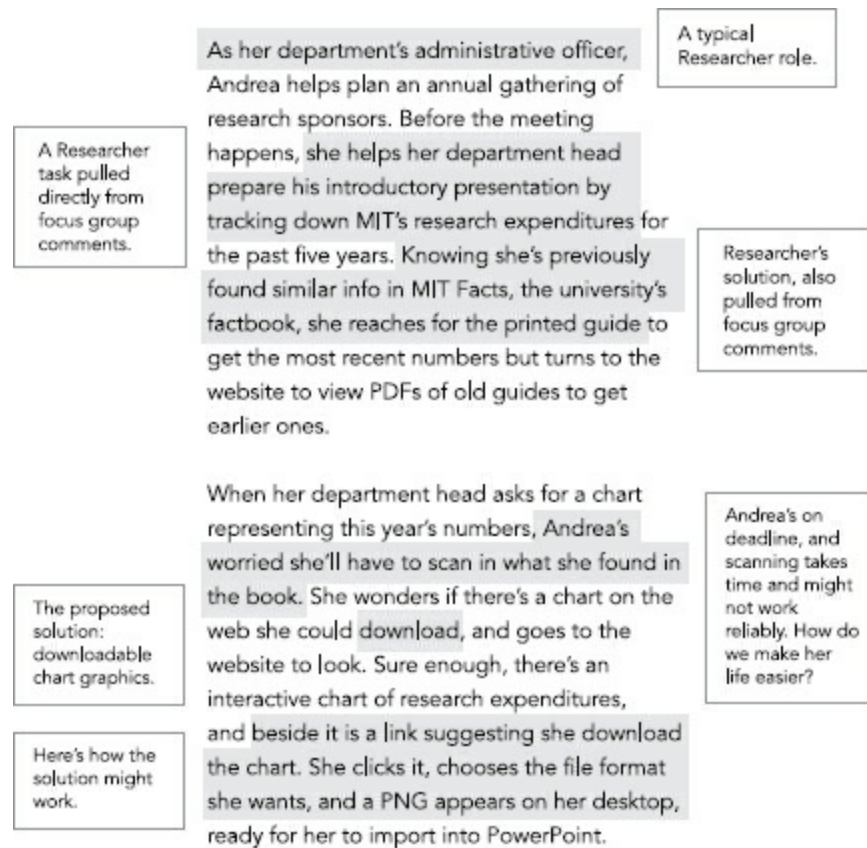 As her department's administrative officer,
Andrea helps plan an annual gathering of
research sponsors. Before the meeting
happens, she helps her department head
prepare his introductory presentation by
tracking down MIT's research expenditures for
the past five years. Knowing she's previously
found similar info in MIT Facts, the university's
factbook, she reaches for the printed guide to
get the most recent numbers but turns to the
website to view PDFs of old guides to get
earlier ones.
A typical
Researcher role.
A Researcher
task pulled
directly from
focus group
comments.
Researcher's
solution, also
pulled from
focus group
comments.
When her department head asks for a chart
representing this year's numbers, Andrea's
worried she'll have to scan in what she found in
the book. She wonders if there's a chart on the
web she could download, and goes to the
website to look. Sure enough, there's an
interactive chart of research expenditures,
and beside it is a link suggesting she download
the chart. She clicks it, chooses the file format
she wants, and a PNG appears on her desktop,
ready for her to import into PowerPoint.
Andrea's on
deadline, and
scanning takes
time and might
not work
reliably. How do
we make her
life easier?
The proposed
solution:
downloadable
chart graphics.
Here's how the
solution might
work.